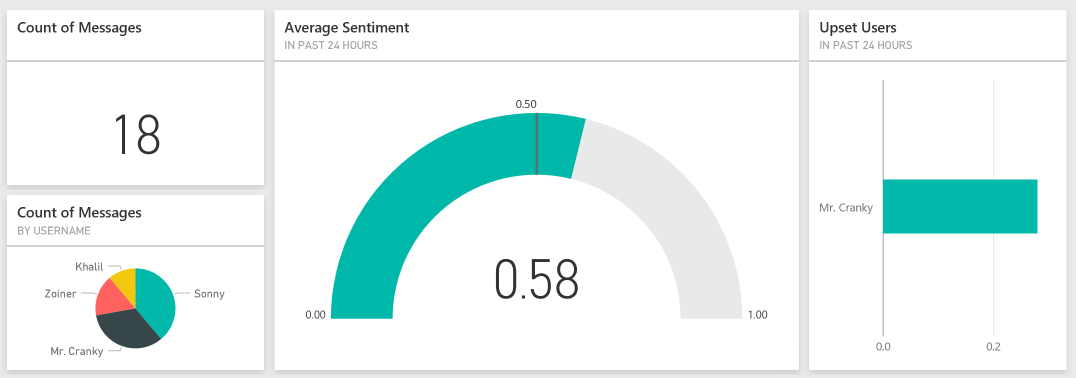 Count of Messages
18
Count of Messages
BY USERNAME
Khalil
Zoiner
Sonny
Mr. Cranky
Average Sentiment
IN PAST 24 HOURS
0.50
0.58
0.00
1.00
Upset Users
IN PAST 24 HOURS
Mr. Cranky
0.0
0.2